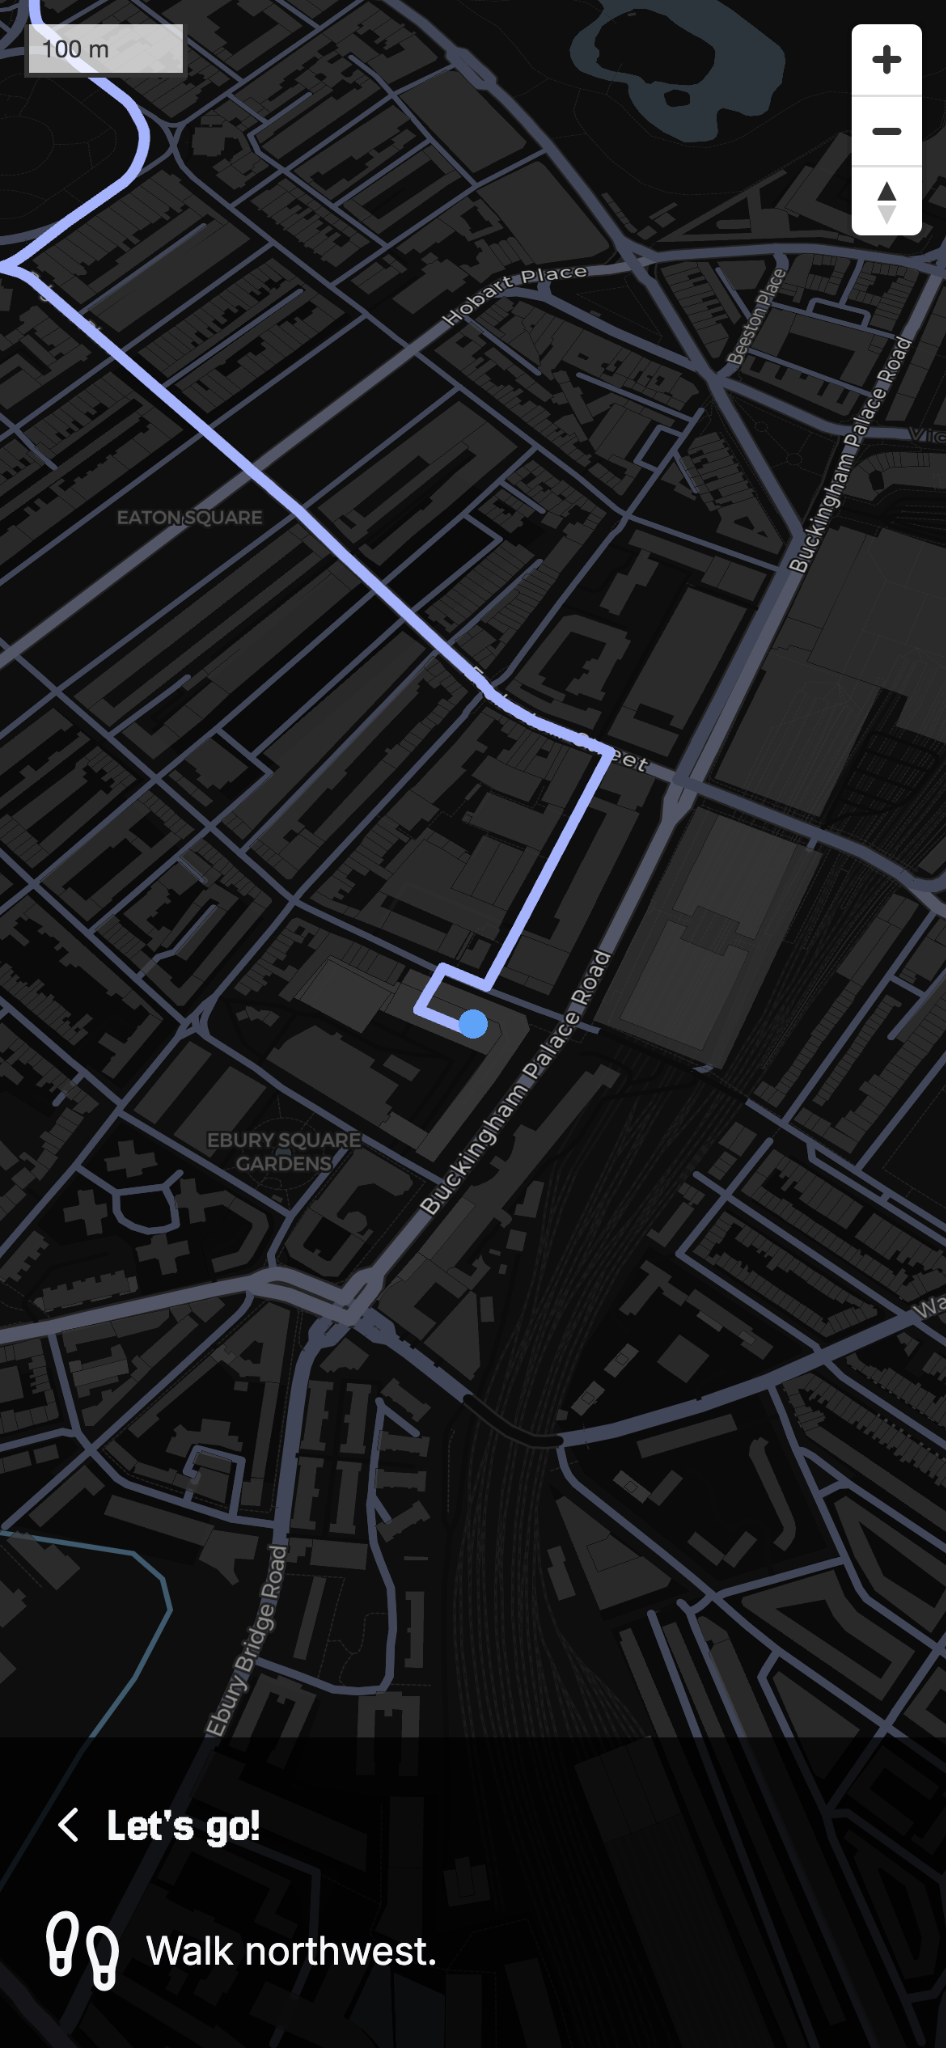 100 m
Hobart Place
Beeston Place
Buckingham Palace Road
EATON SQUARE
Buckingham Palace Road
EBURY SQUARE
GARDENS
Ebury Bridge Road
Let's go!
Walk northwest.